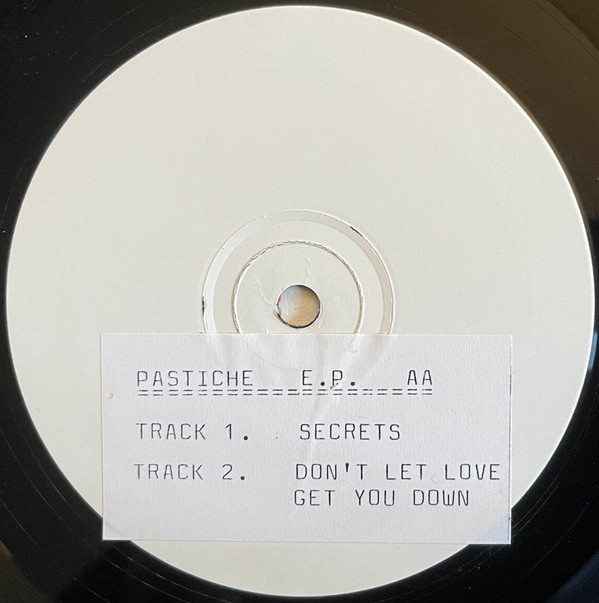 PASTICHE E.P. AA
======================
TRACK 1. SECRETS
TRACK 2. DON'T LET LOVE
GET YOU DOWN